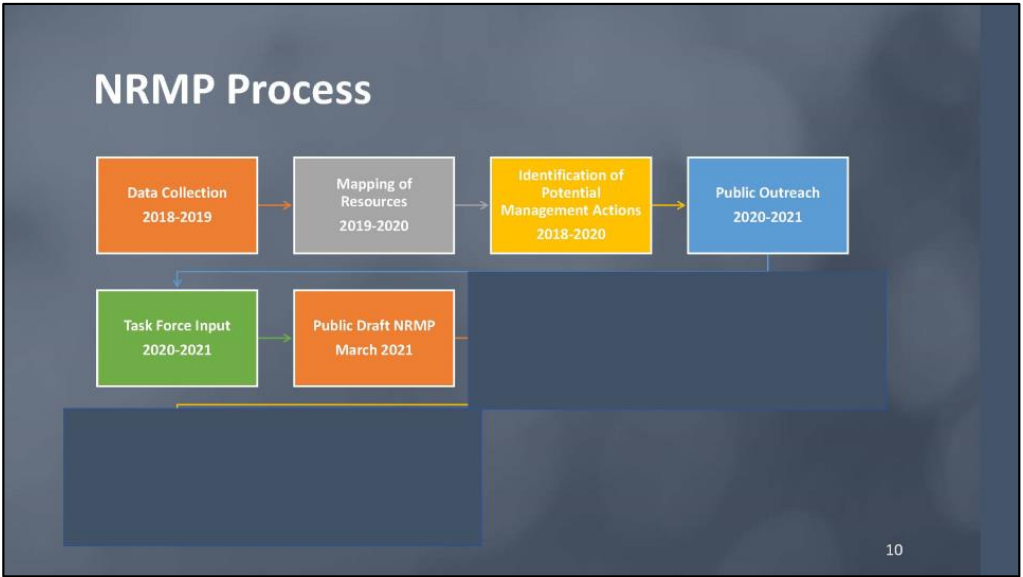 NRMP Process
Data Collection
2018-2019
Mapping of
Resources
2019-2020
Identification of
Potential
Management Actions
2018-2020
Public Outreach
2020-2021
Task Force Input
2020-2021
Public Draft NRMP
March 2021
10